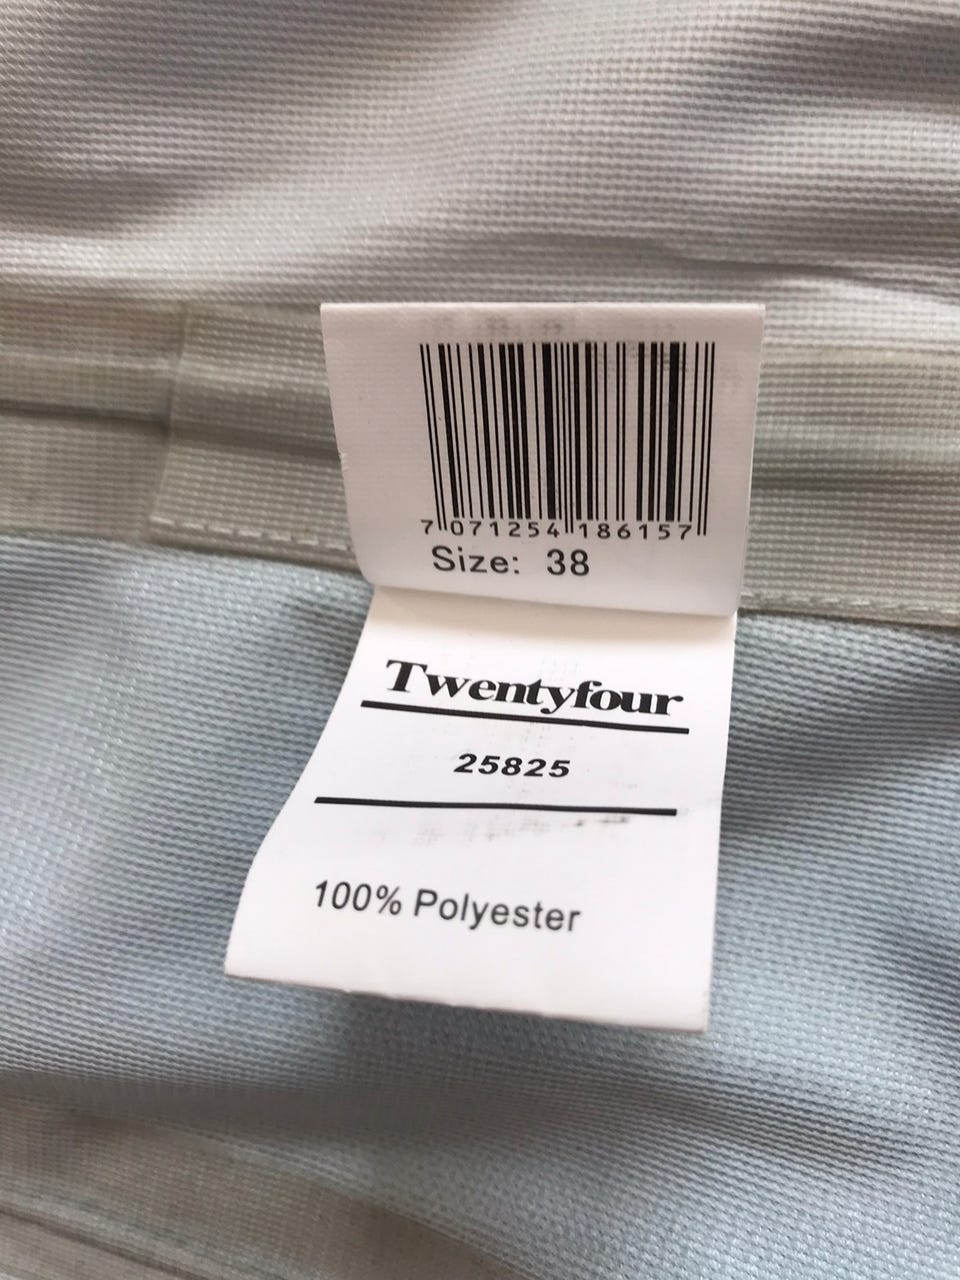 7 071254 186157
Size: 38
Twentyfour
25825
100% Polyester